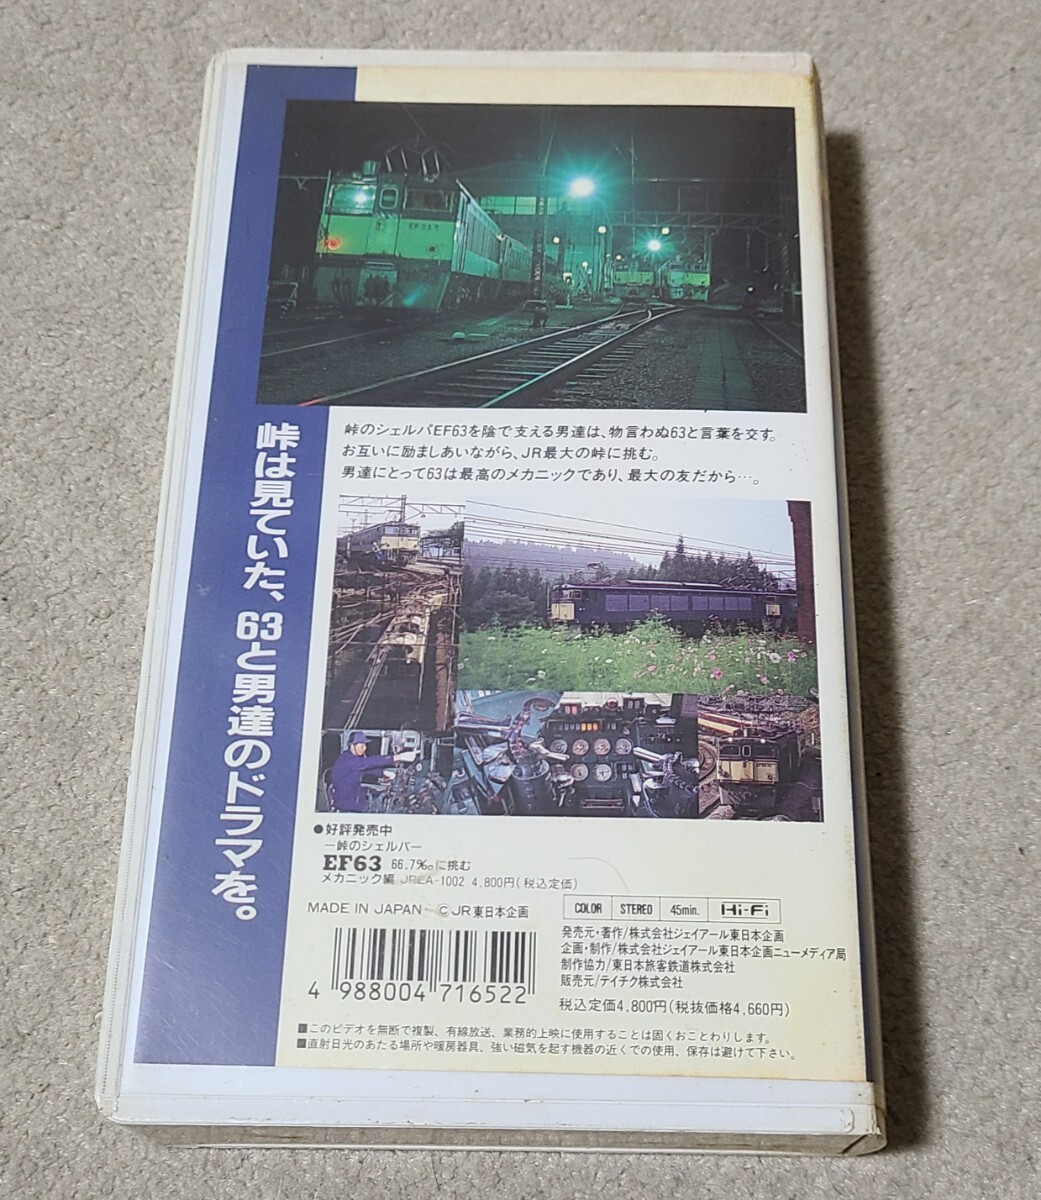 EF63
峠のシェルパEF63を陰で支える男達は、物言わぬ63と言葉を交す。
お互いに励ましあいながら、JR最大の峠に挑む。
男達にとって63は最高のメカニックであり、最大の友だから…。
峠は見ていた、63と男達のドラマを。
●好評発売中
―峠のシェルパ―
EF63 66.7‰に挑む
メカニック編 JREA-1002 4,800円(税込定価)
MADE IN JAPAN ⒸJR東日本企画
COLOR STEREO 45min. Hi-Fi
発売元・著作/株式会社ジェイアール東日本企画
企画・制作/株式会社ジェイアール東日本企画ニューメディア局
制作協力/東日本旅客鉄道株式会社
販売元/テイチク株式会社
税込定価4,800円(税抜価格4,660円)
4 988004 716522
■このビデオを無断で複製、有線放送、業務的上映に使用することは固くおことわりします。
■直射日光のあたる場所や暖房器具、強い磁気を起す機器の近くでの使用、保存は避けて下さい。